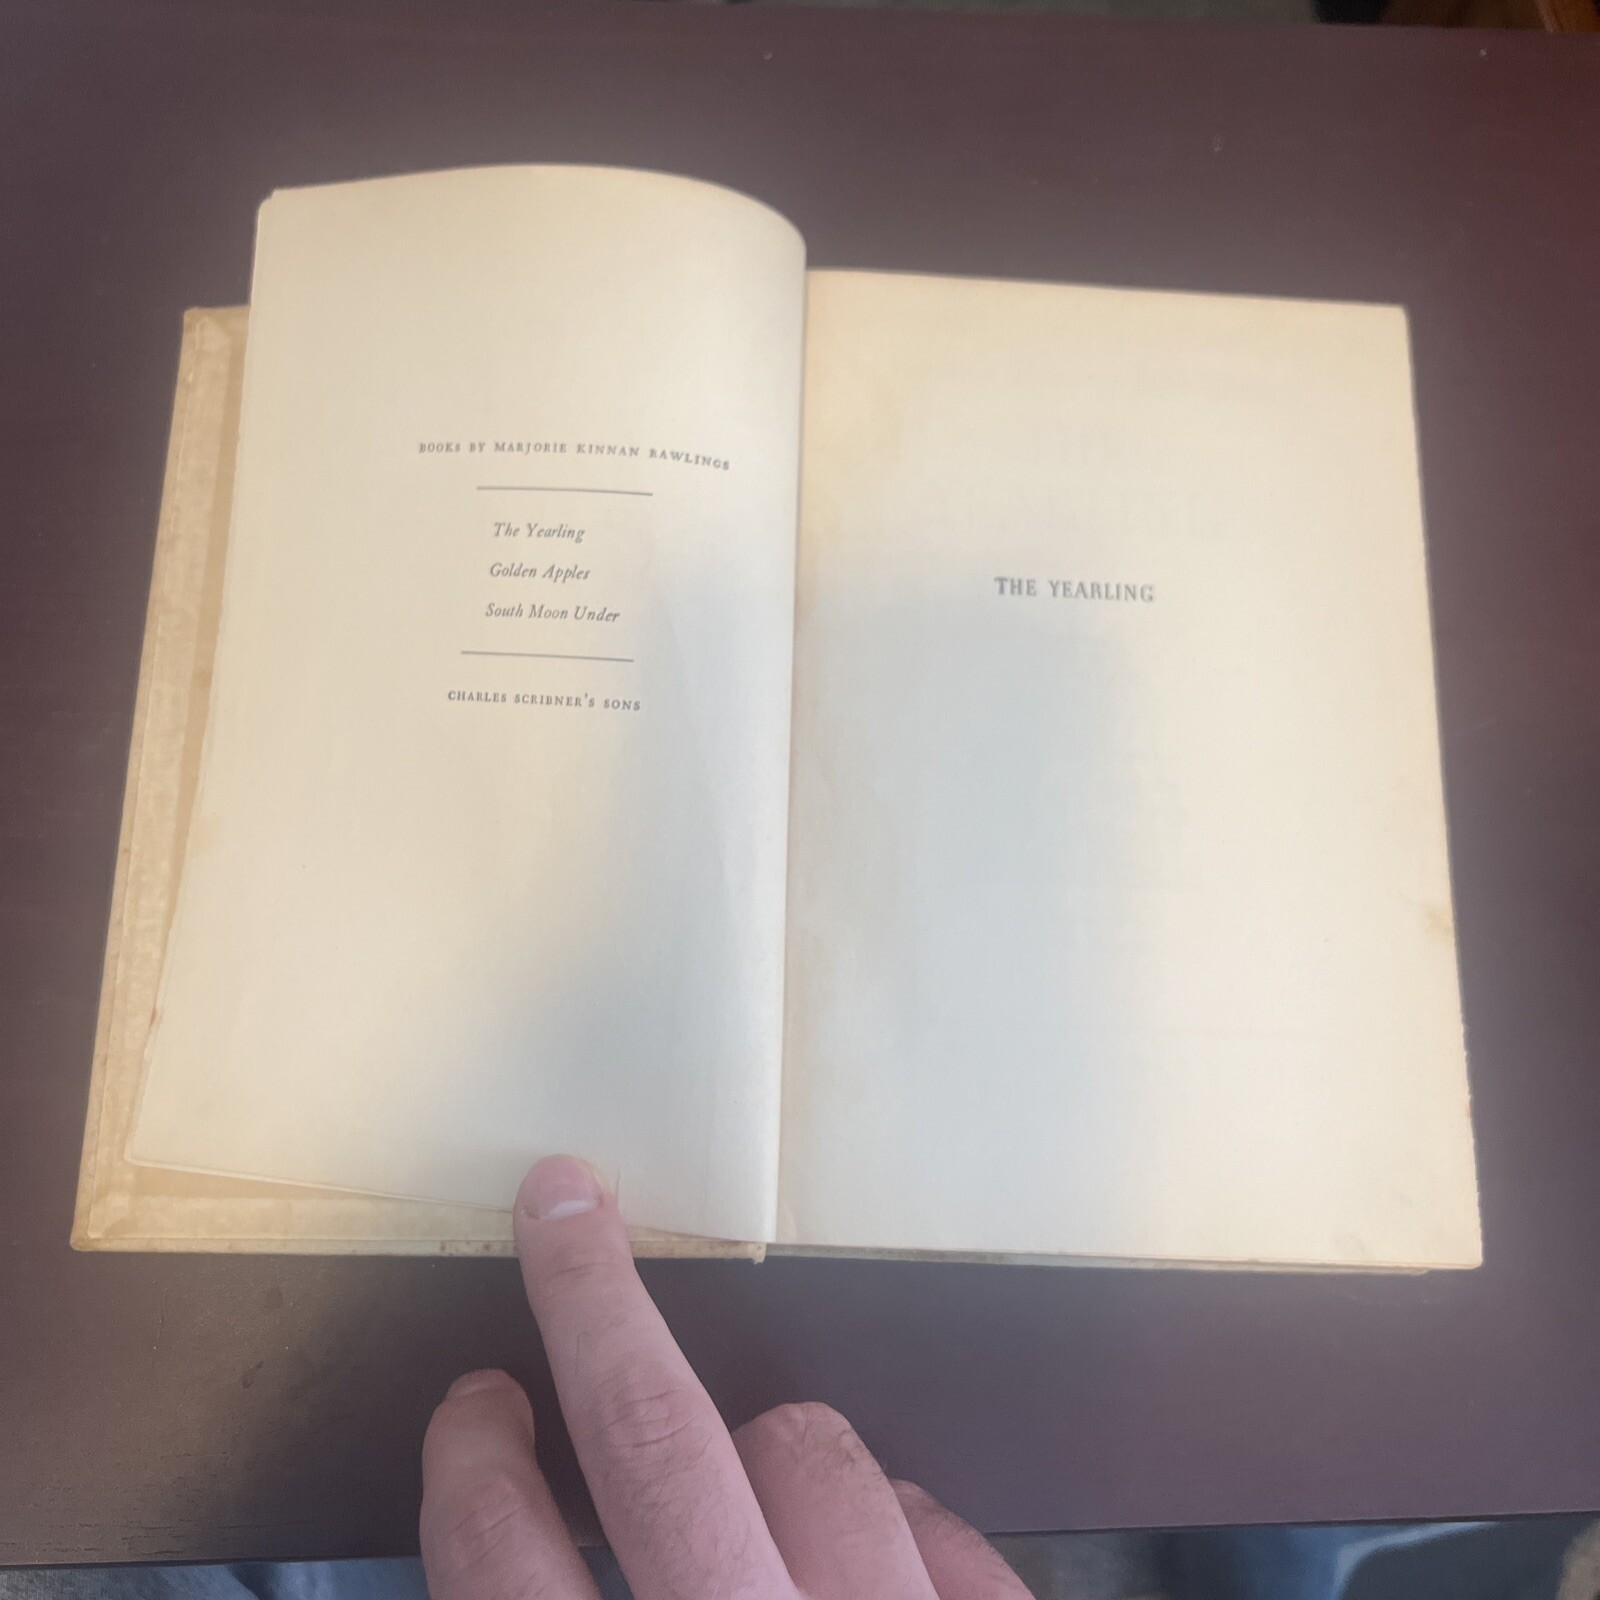 BOOKS BY MARJORIE KINNAN RAWLINGS
The Yearling
Golden Apples
South Moon Under
CHARLES SCRIBNER'S SONS
THE YEARLING